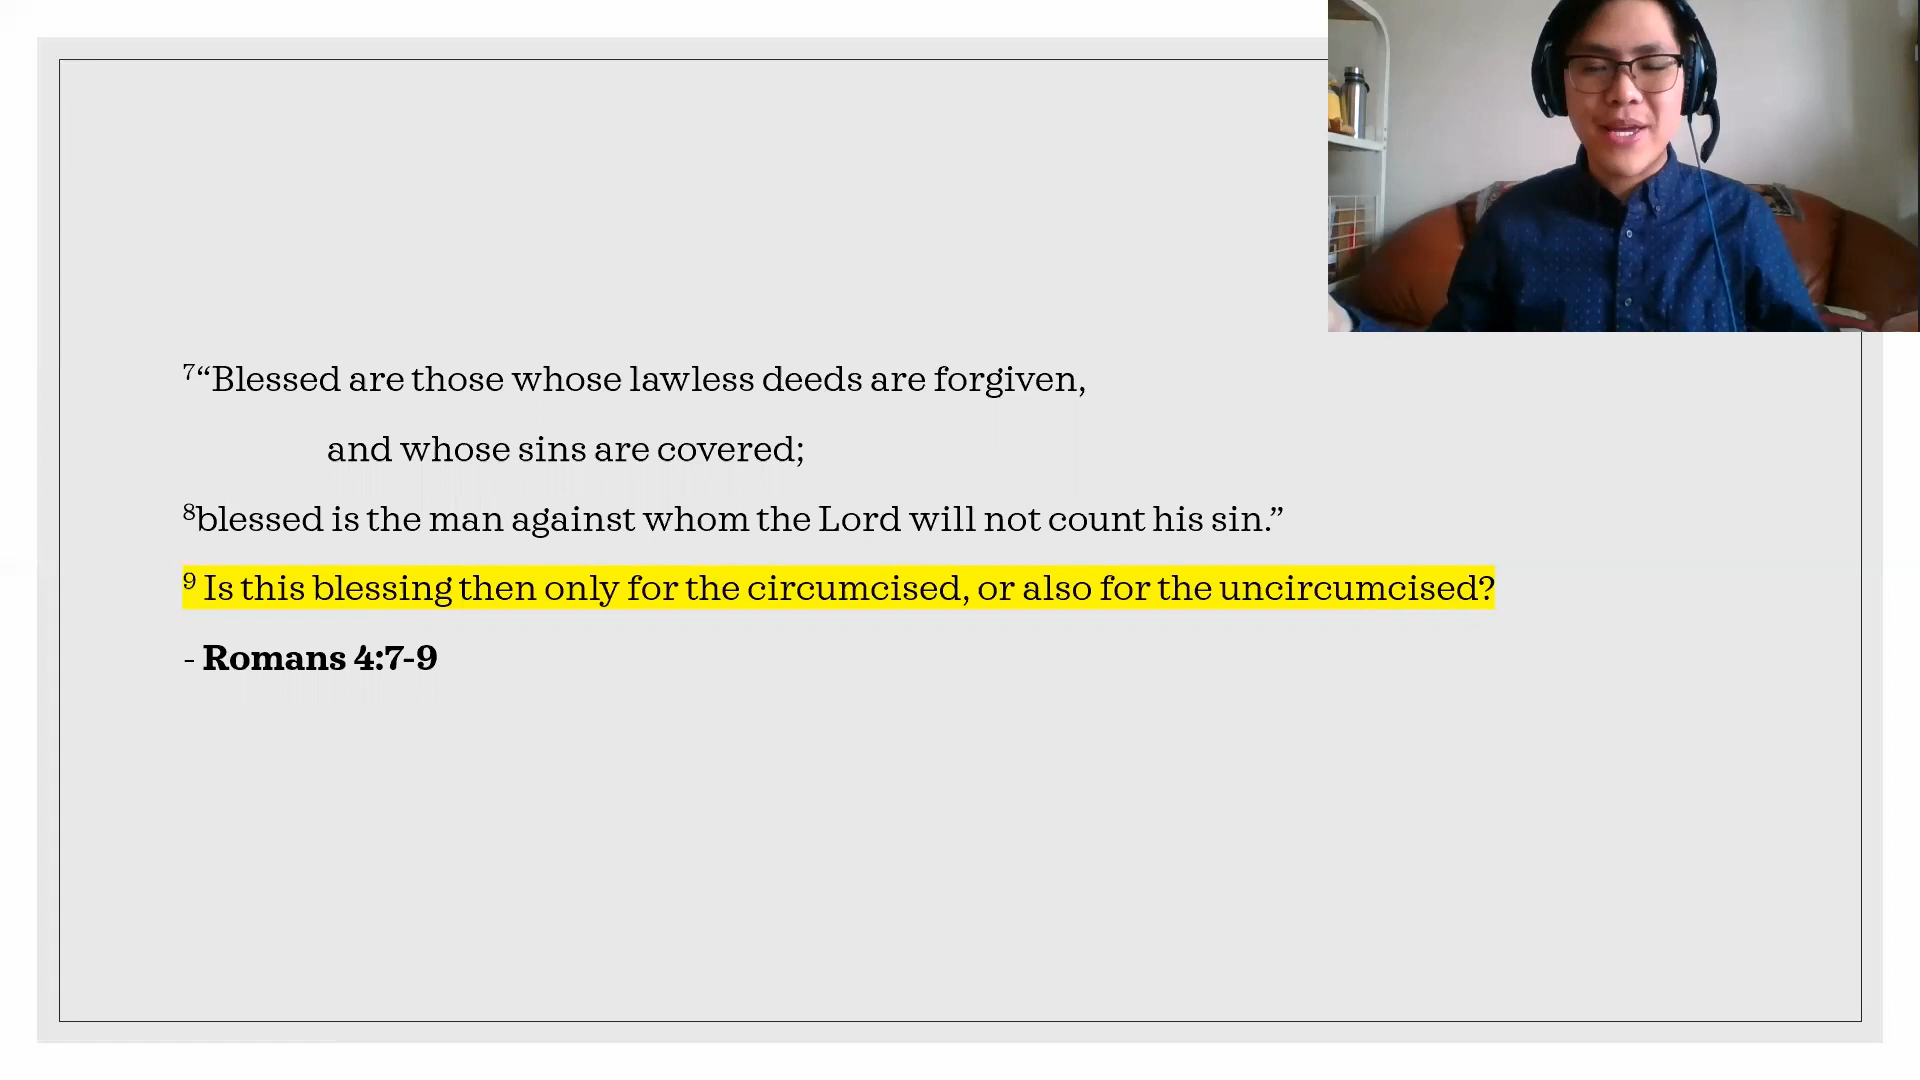 ⁷“Blessed are those whose lawless deeds are forgiven,
and whose sins are covered;
⁸blessed is the man against whom the Lord will not count his sin.”
⁹ Is this blessing then only for the circumcised, or also for the uncircumcised?
- Romans 4:7-9